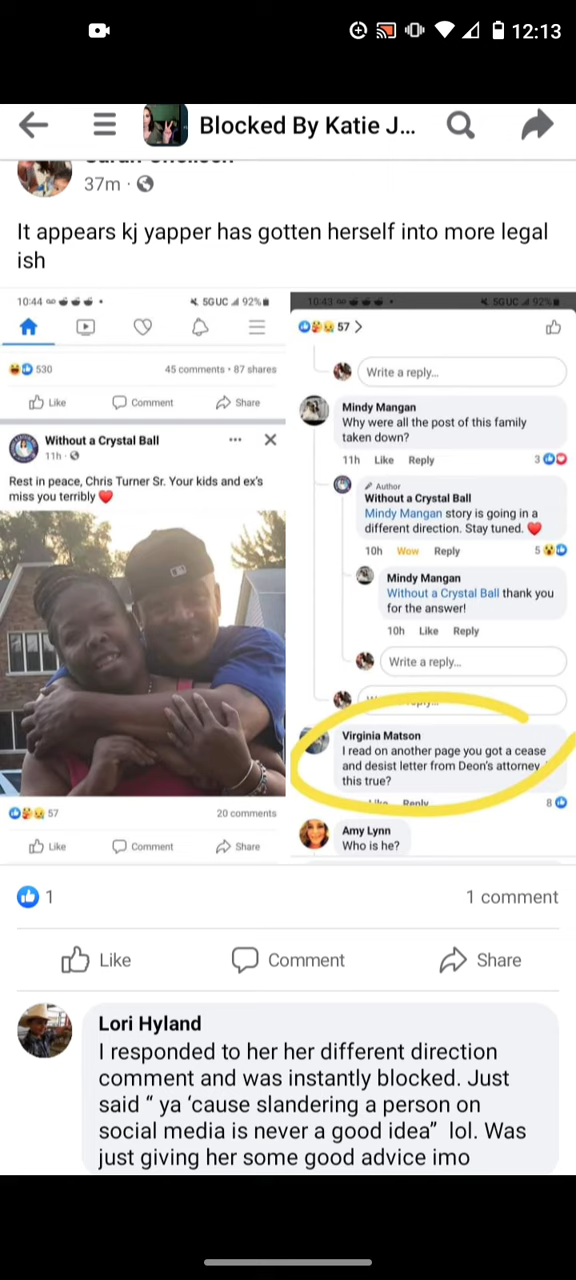 12:13
Blocked By Katie J...
37m
It appears kj yapper has gotten herself into more legal
ish
10:44
5GUC 92%
530
45 comments • 87 shares
Like Comment Share
Without a Crystal Ball
11h
Rest in peace, Chris Turner Sr. Your kids and ex's
miss you terribly
57
20 comments
Like Comment Share
10:43
5GUC 92%
57
Write a reply...
Mindy Mangan
Why were all the post of this family
taken down?
11h Like Reply 3
Author
Without a Crystal Ball
Mindy Mangan story is going in a
different direction. Stay tuned.
10h Wow Reply 5
Mindy Mangan
Without a Crystal Ball thank you
for the answer!
10h Like Reply
Write a reply...
Virginia Matson
I read on another page you got a cease
and desist letter from Deon's attorney
this true?
Like Reply 8
Amy Lynn
Who is he?
1
1 comment
Like Comment Share
Lori Hyland
I responded to her her different direction
comment and was instantly blocked. Just
said “ ya ‘cause slandering a person on
social media is never a good idea” lol. Was
just giving her some good advice imo